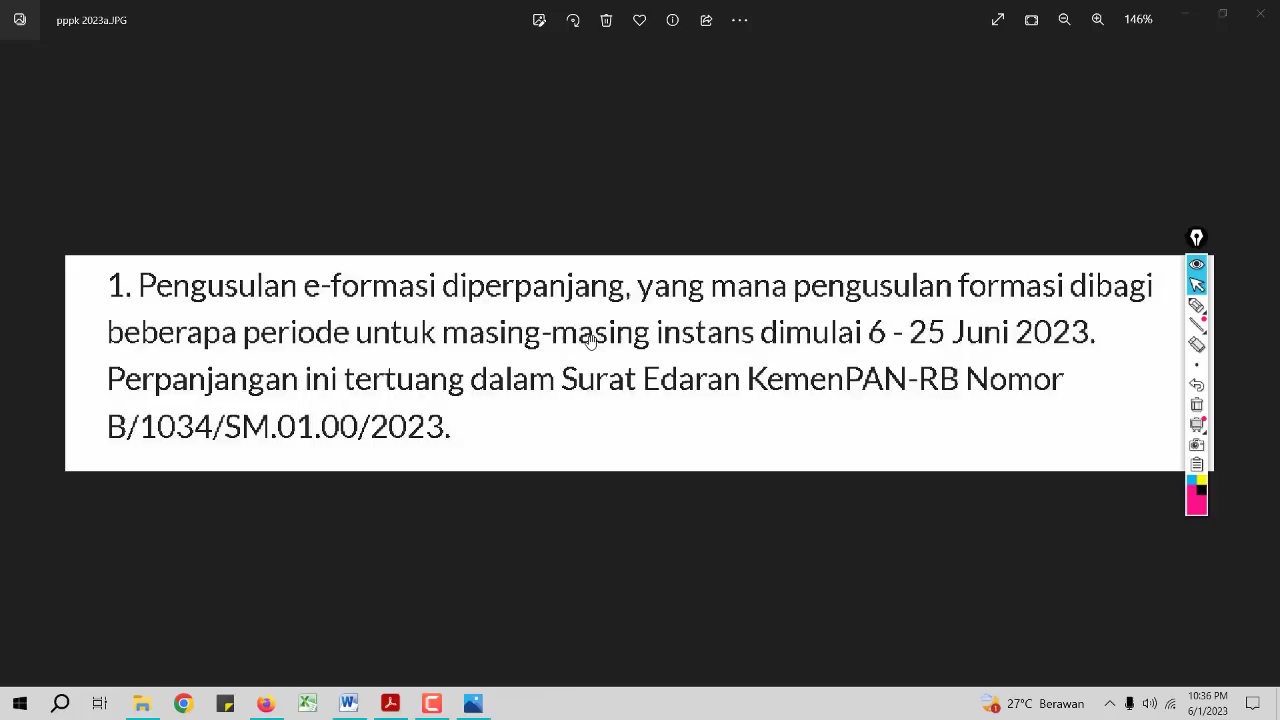 pppk 2023a.JPG
146%
1. Pengusulan e-formasi diperpanjang, yang mana pengusulan formasi dibagi
beberapa periode untuk masing-masing instans dimulai 6 - 25 Juni 2023.
Perpanjangan ini tertuang dalam Surat Edaran KemenPAN-RB Nomor
B/1034/SM.01.00/2023.
27°C Berawan
10:36 PM
6/1/2023